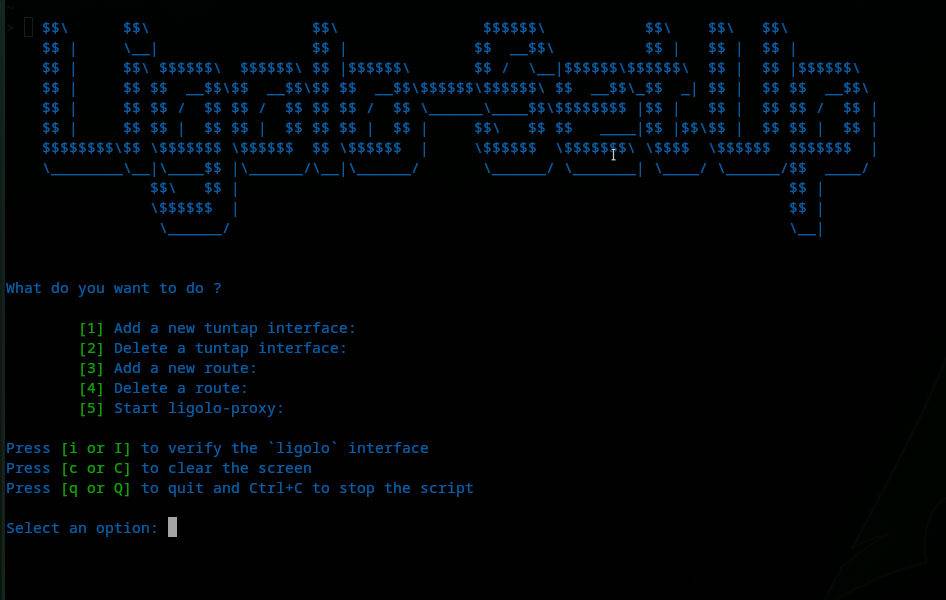 Ligolo-SetUp
What do you want to do ?
[1] Add a new tuntap interface:
[2] Delete a tuntap interface:
[3] Add a new route:
[4] Delete a route:
[5] Start ligolo-proxy:
Press [i or I] to verify the `ligolo` interface
Press [c or C] to clear the screen
Press [q or Q] to quit and Ctrl+C to stop the script
Select an option: